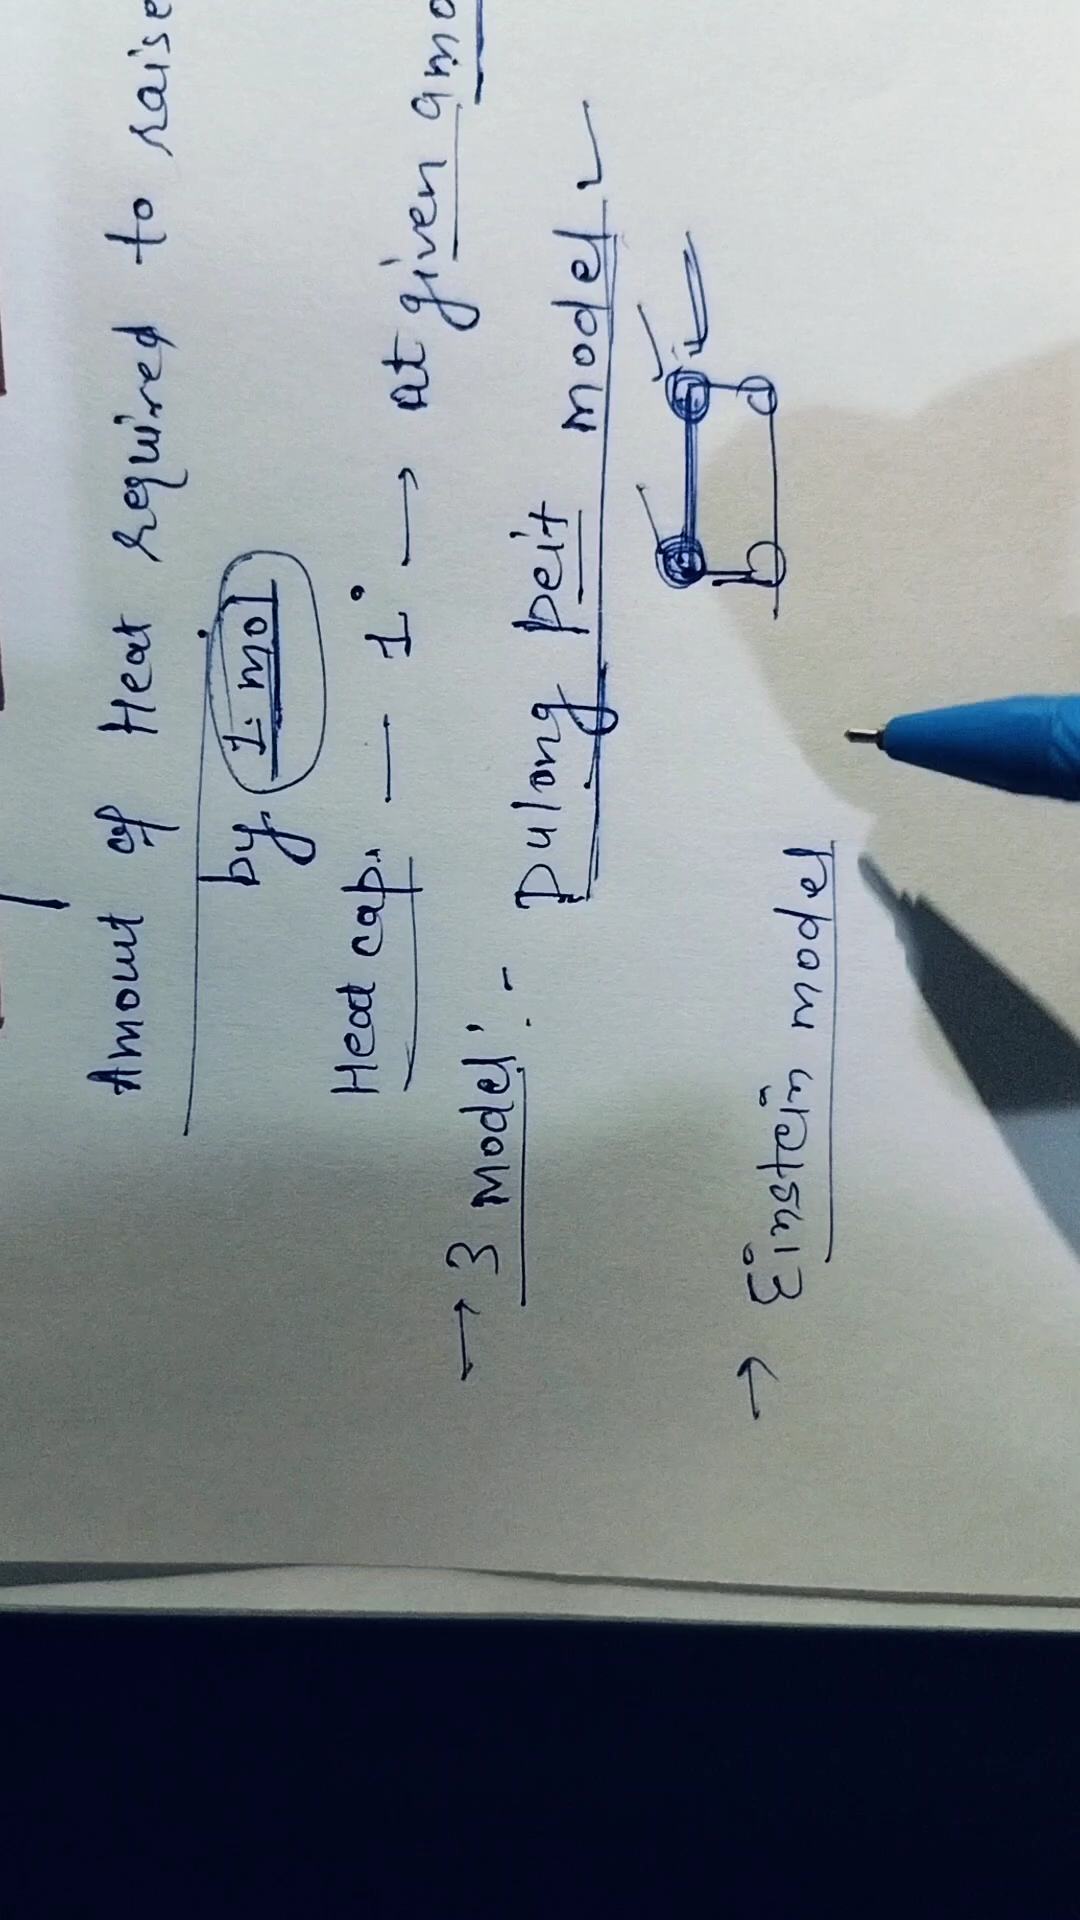 Amount of Heat required to raise
by 1. mol
Heat cap. — 1° → At given amo
→ 3 Model :- Dulong peit model
→ Einstein model